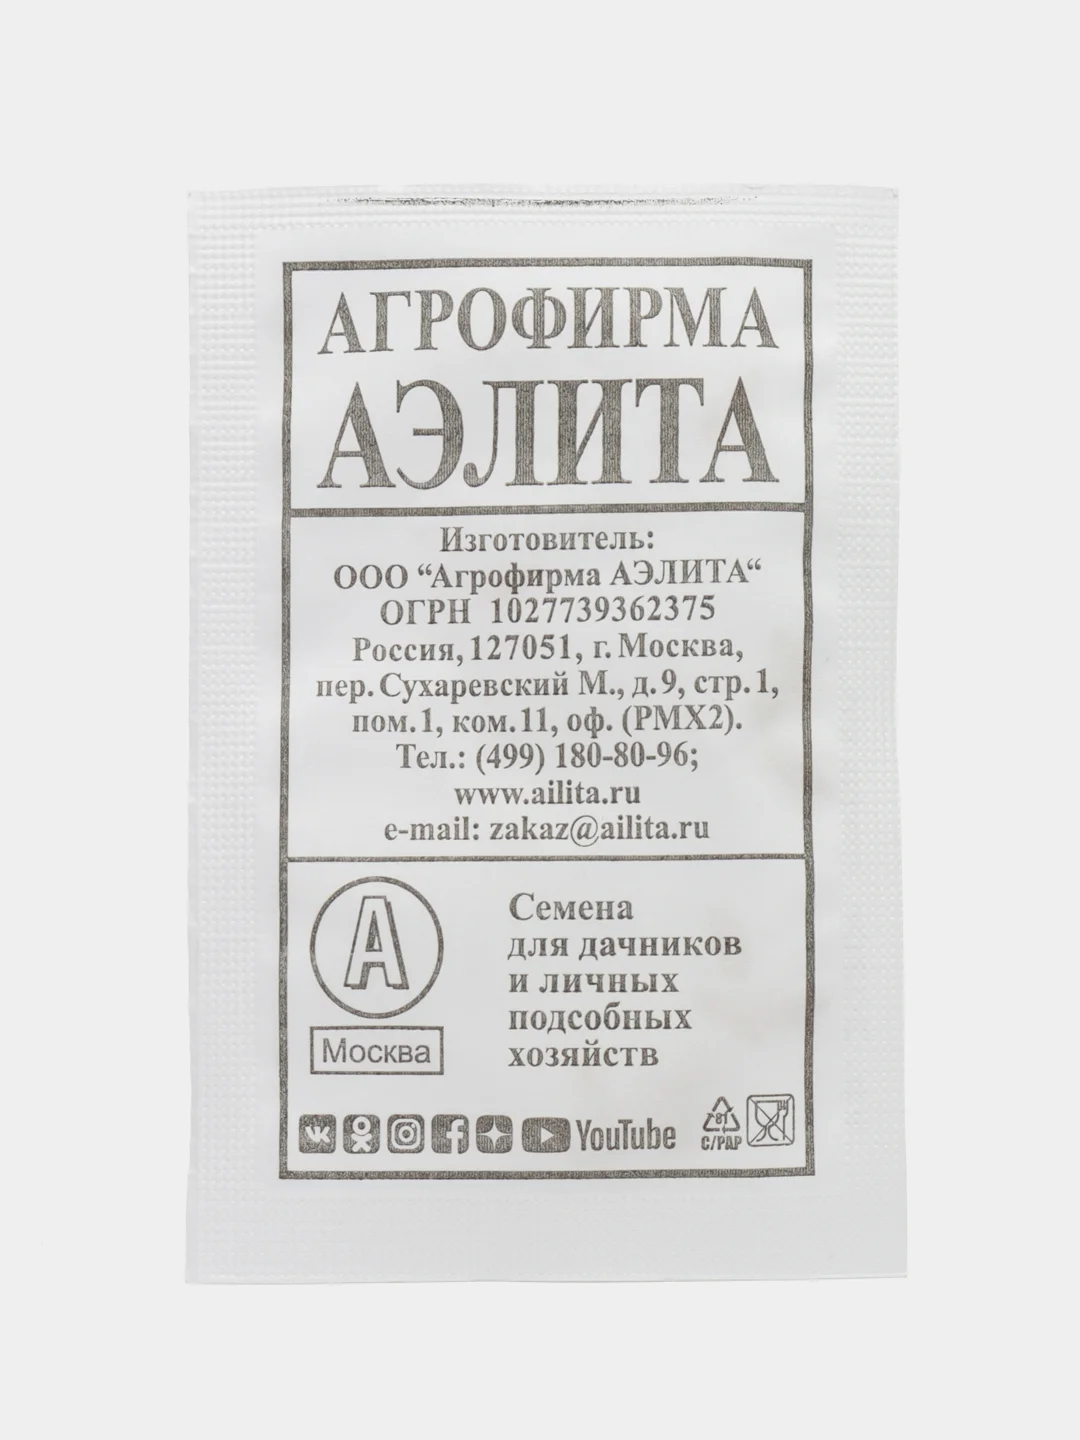 АГРОФИРМА
АЭЛИТА
Изготовитель:
ООО “Агрофирма АЭЛИТА“
ОГРН 1027739362375
Россия, 127051, г. Москва,
пер. Сухаревский М., д. 9, стр. 1,
пом. 1, ком. 11, оф. (РМХ2).
Тел.: (499) 180-80-96;
www.ailita.ru
e-mail: zakaz@ailita.ru
А
Москва
Семена
для дачников
и личных
подсобных
хозяйств
YouTube
81
C/PAP